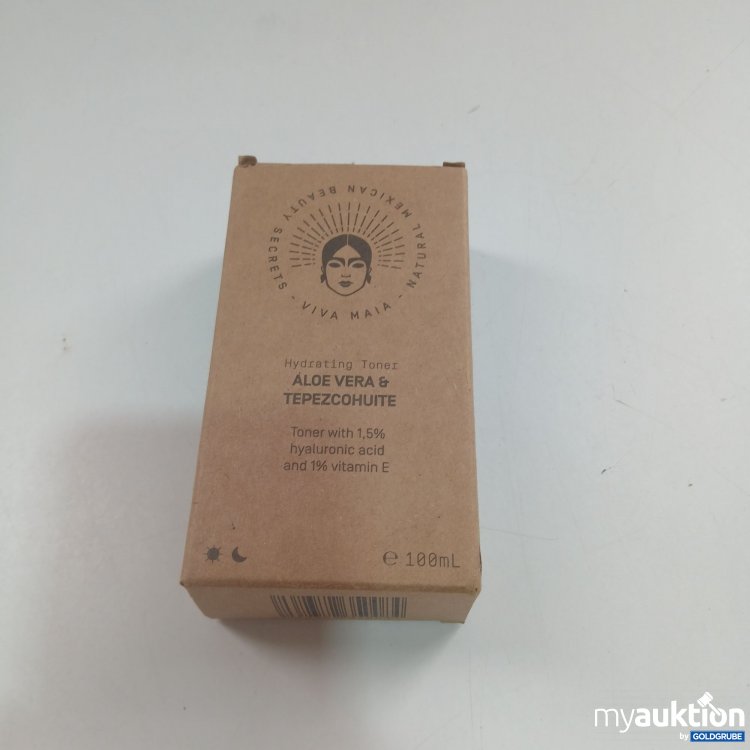 NATURAL MEXICAN BEAUTY SECRETS - VIVA MAIA -
Hydrating Toner
ÁLOE VERA &
TEPEZCOHUITE
Toner with 1,5%
hyaluronic acid
and 1% vitamin E
℮ 100mL
myauktion
by GOLDGRUBE